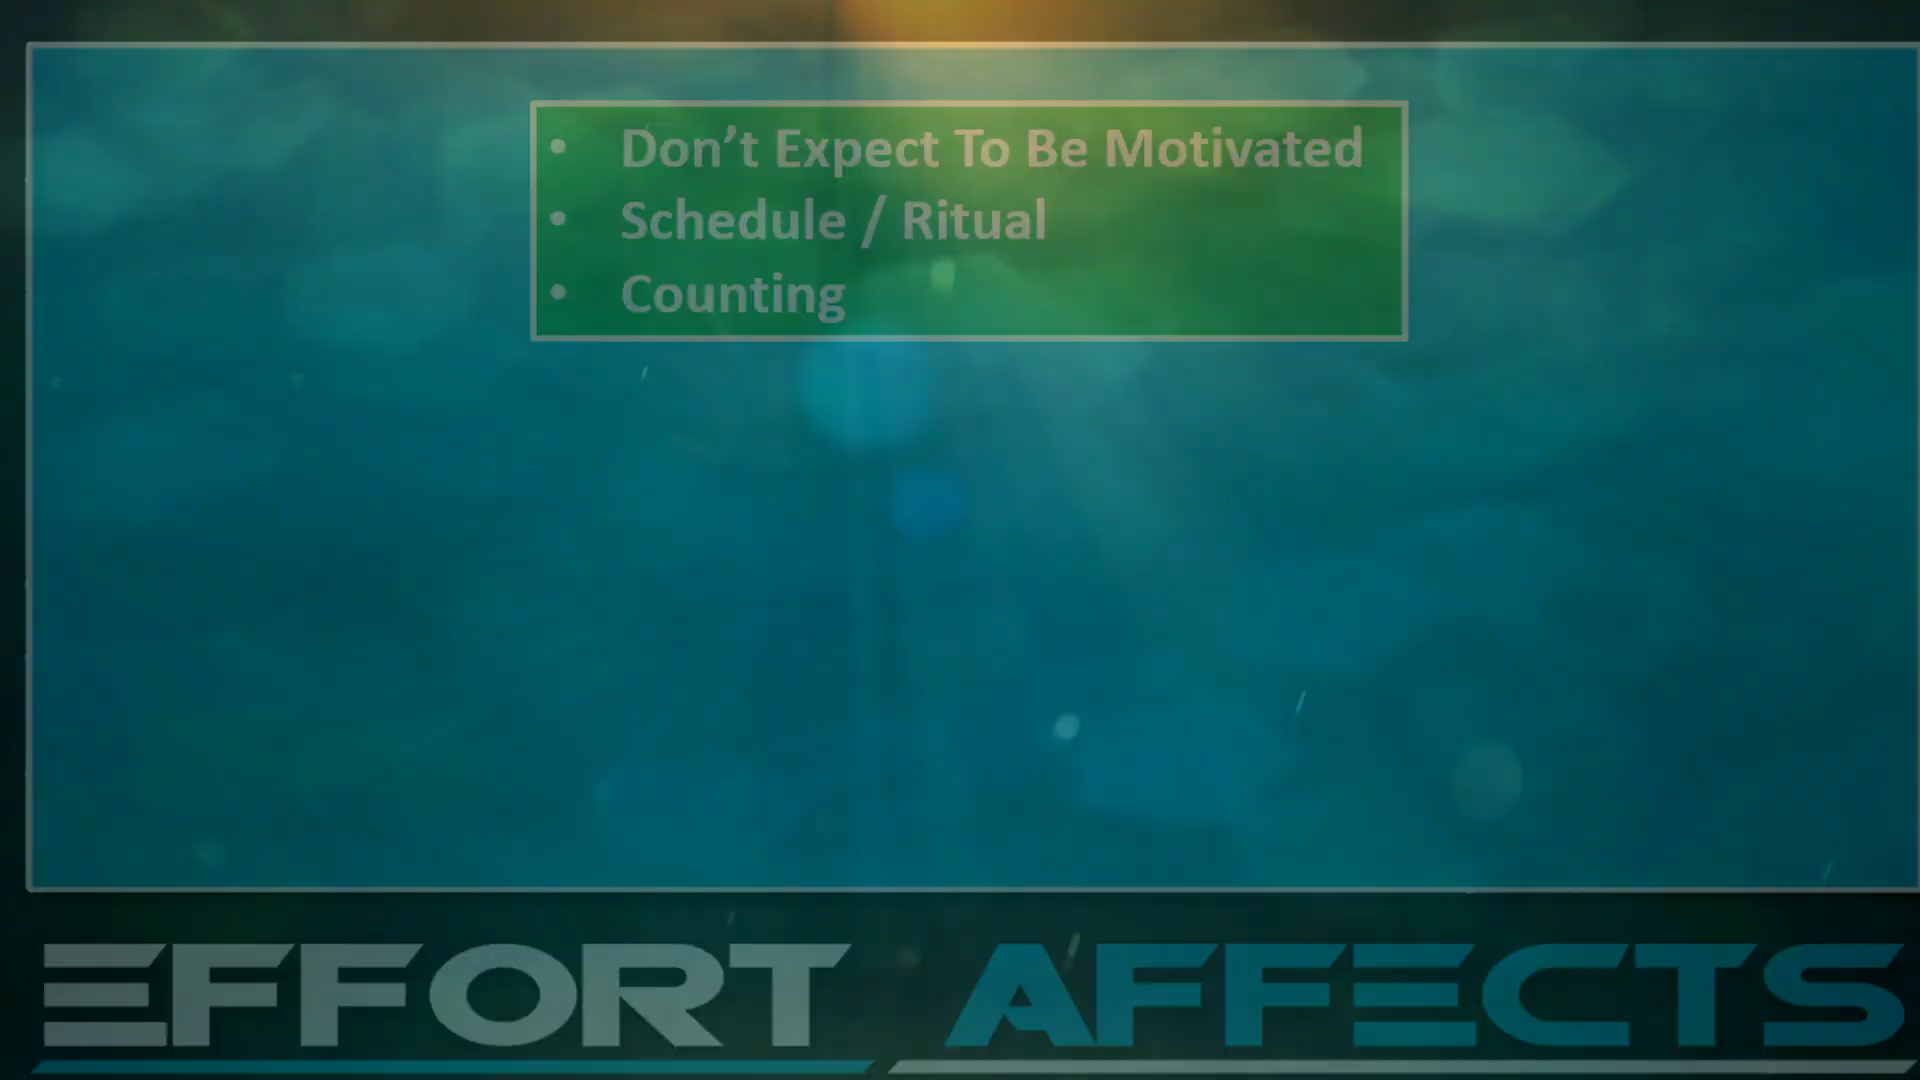 • Don’t Expect To Be Motivated
• Schedule / Ritual
• Counting
EFFORT AFFECTS